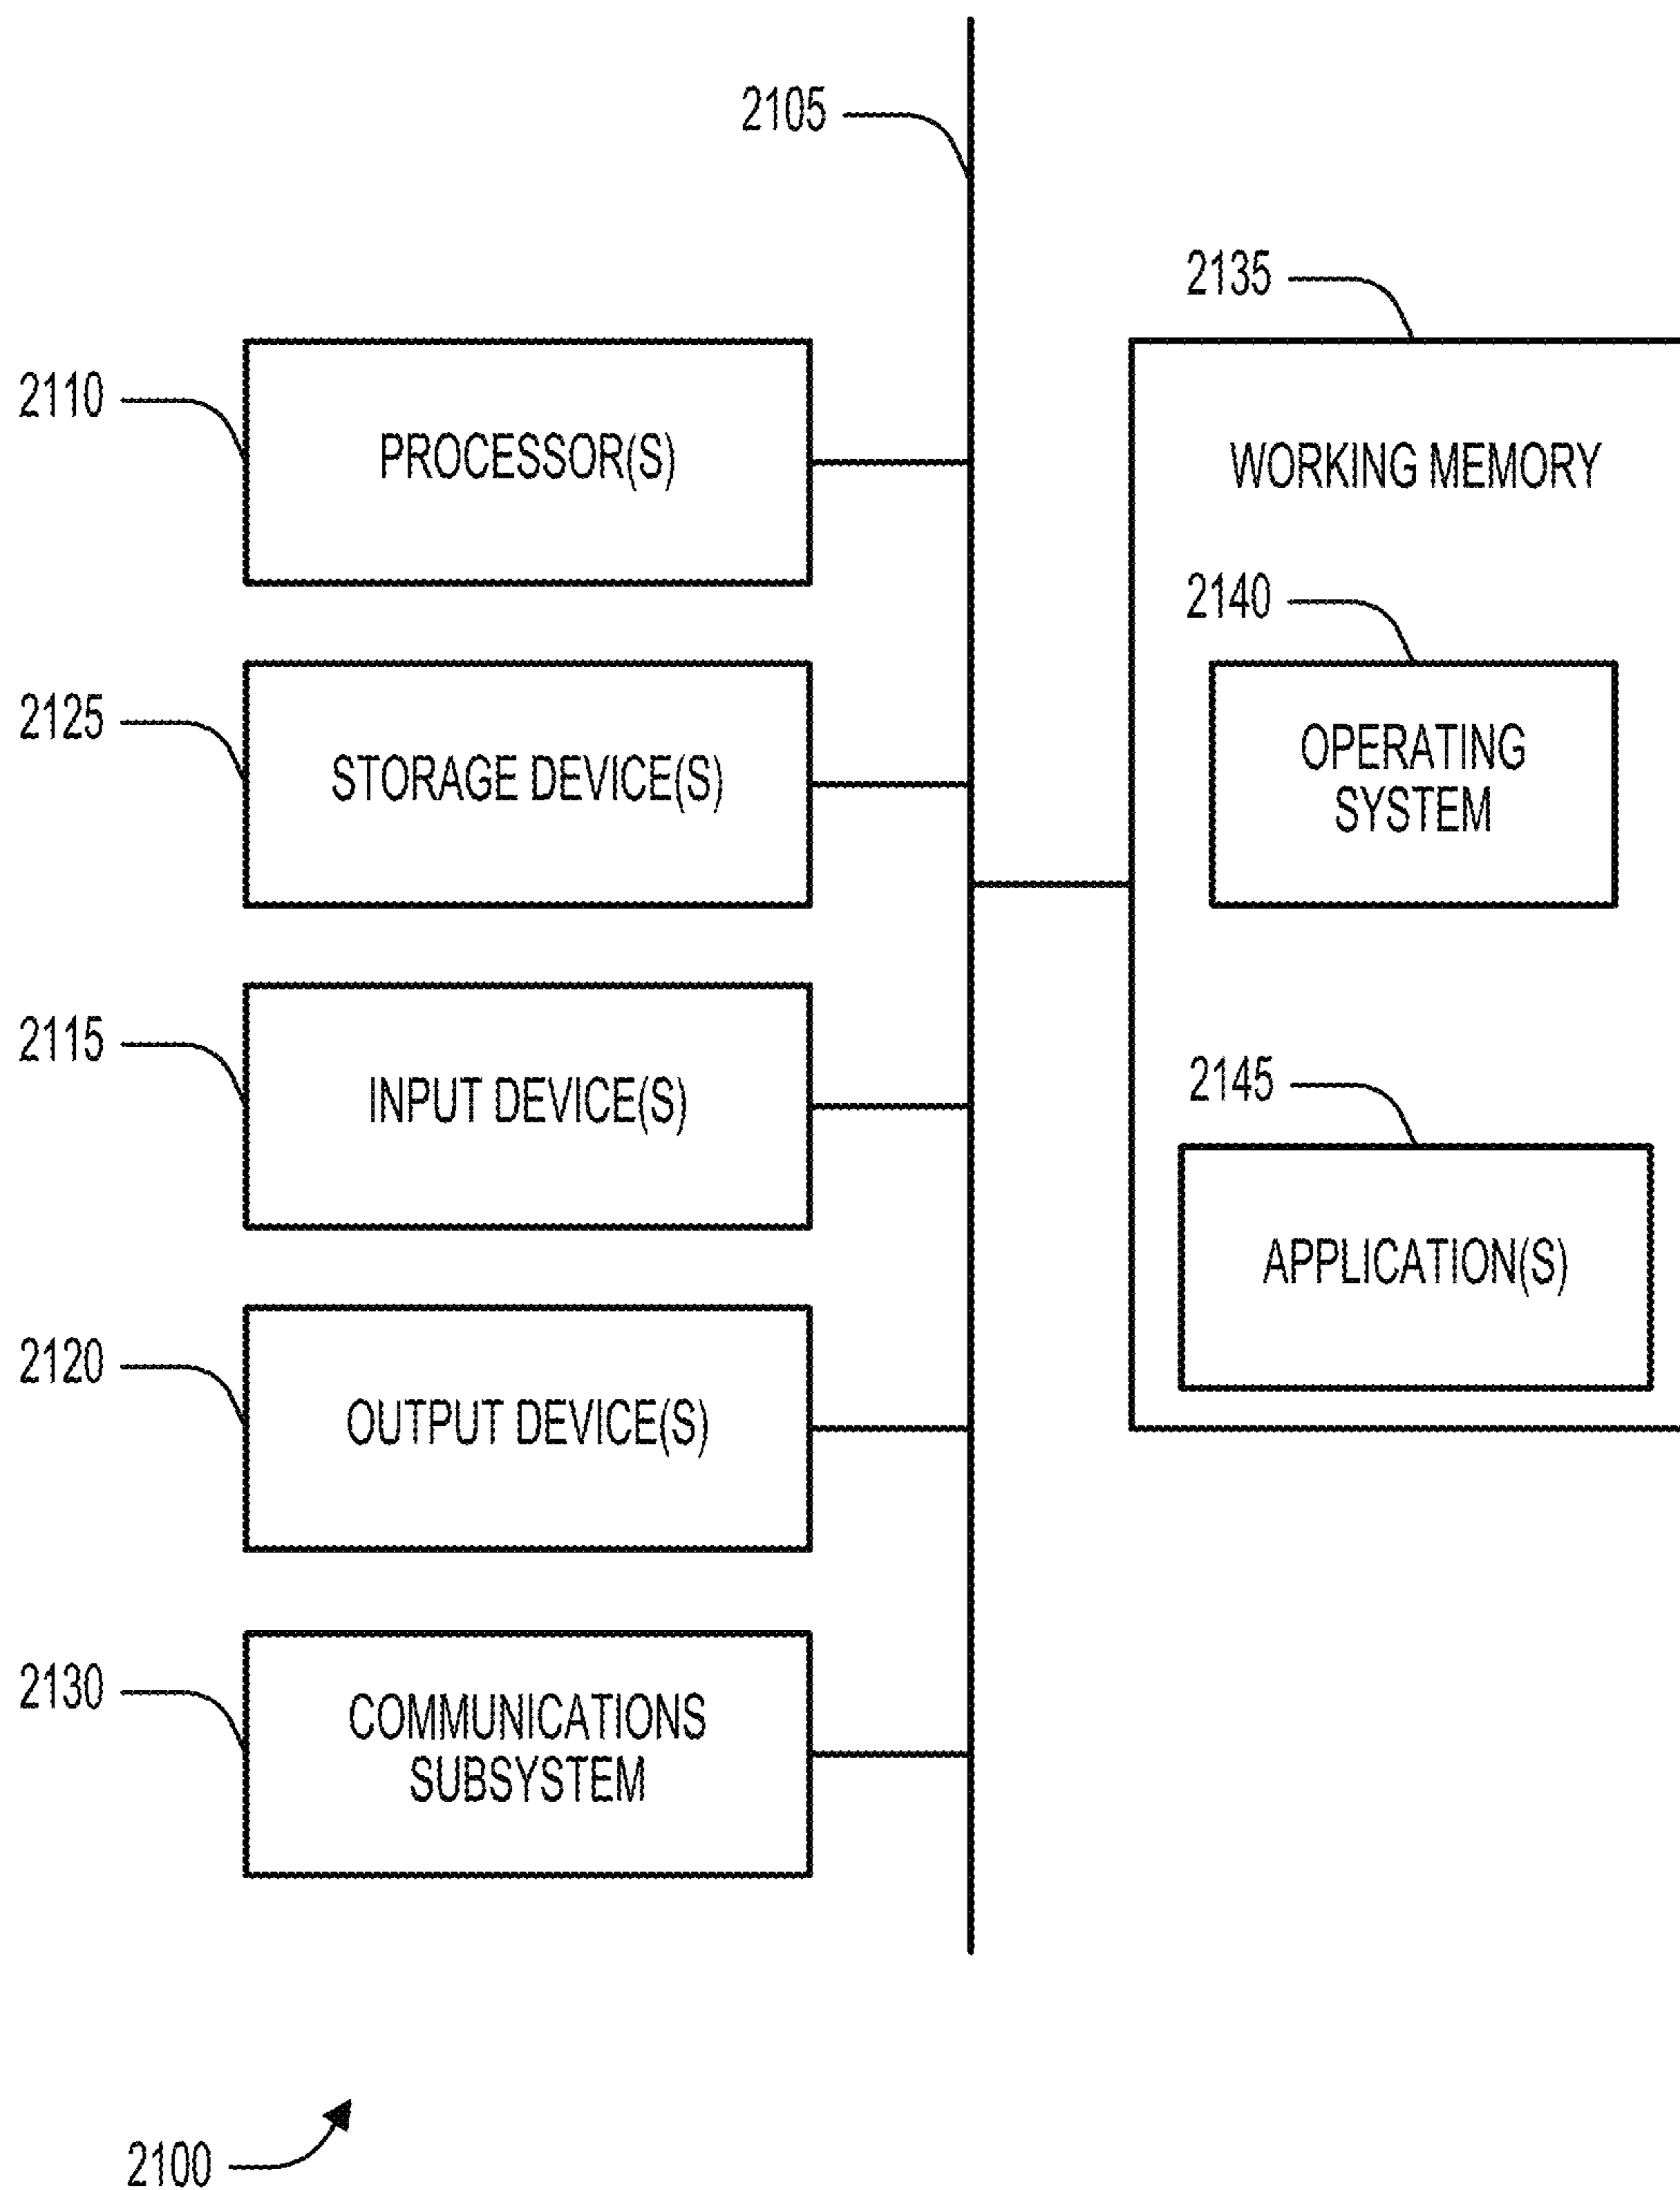 2105
2135
2110
PROCESSOR(S)
WORKING MEMORY
2140
2125
STORAGE DEVICE(S)
OPERATING
SYSTEM
2115
INPUT DEVICE(S)
2145
APPLICATION(S)
2120
OUTPUT DEVICE(S)
2130
COMMUNICATIONS
SUBSYSTEM
2100